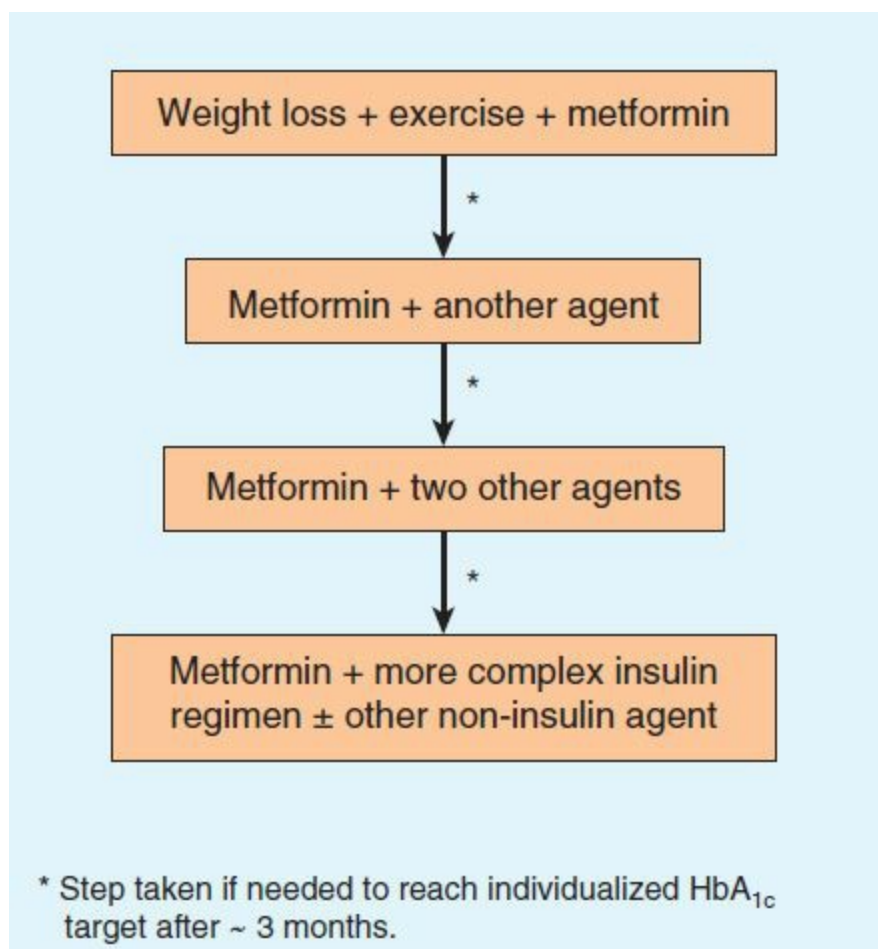 Weight loss + exercise + metformin
*
Metformin + another agent
*
Metformin + two other agents
*
Metformin + more complex insulin
regimen ± other non-insulin agent
* Step taken if needed to reach individualized HbA₁c
target after ~ 3 months.